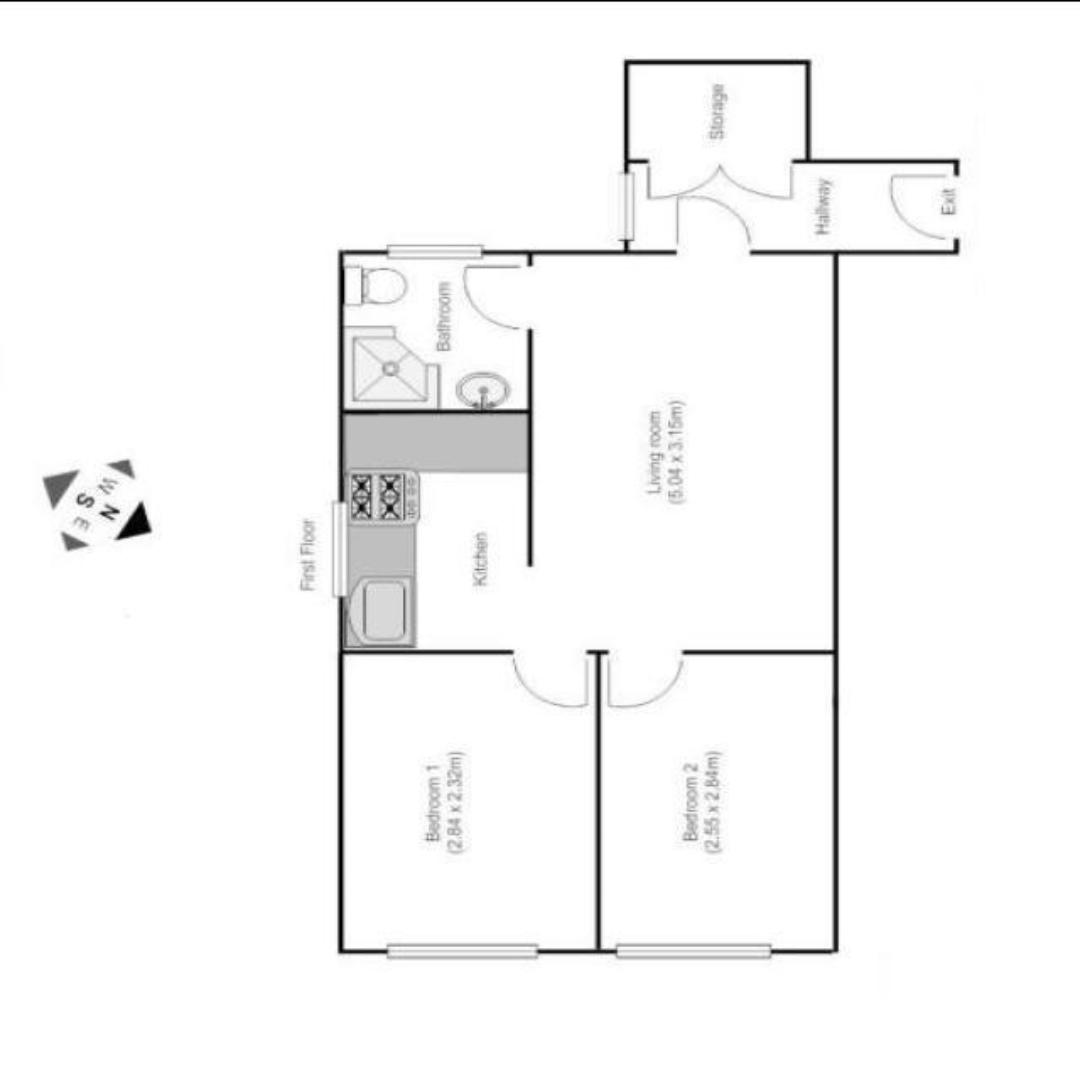 Storage
Hallway
Exit
Bathroom
Living room
(5.04 x 3.15m)
Kitchen
First Floor
W
N
S
E
Bedroom 1
(2.84 x 2.32m)
Bedroom 2
(2.55 x 2.84m)